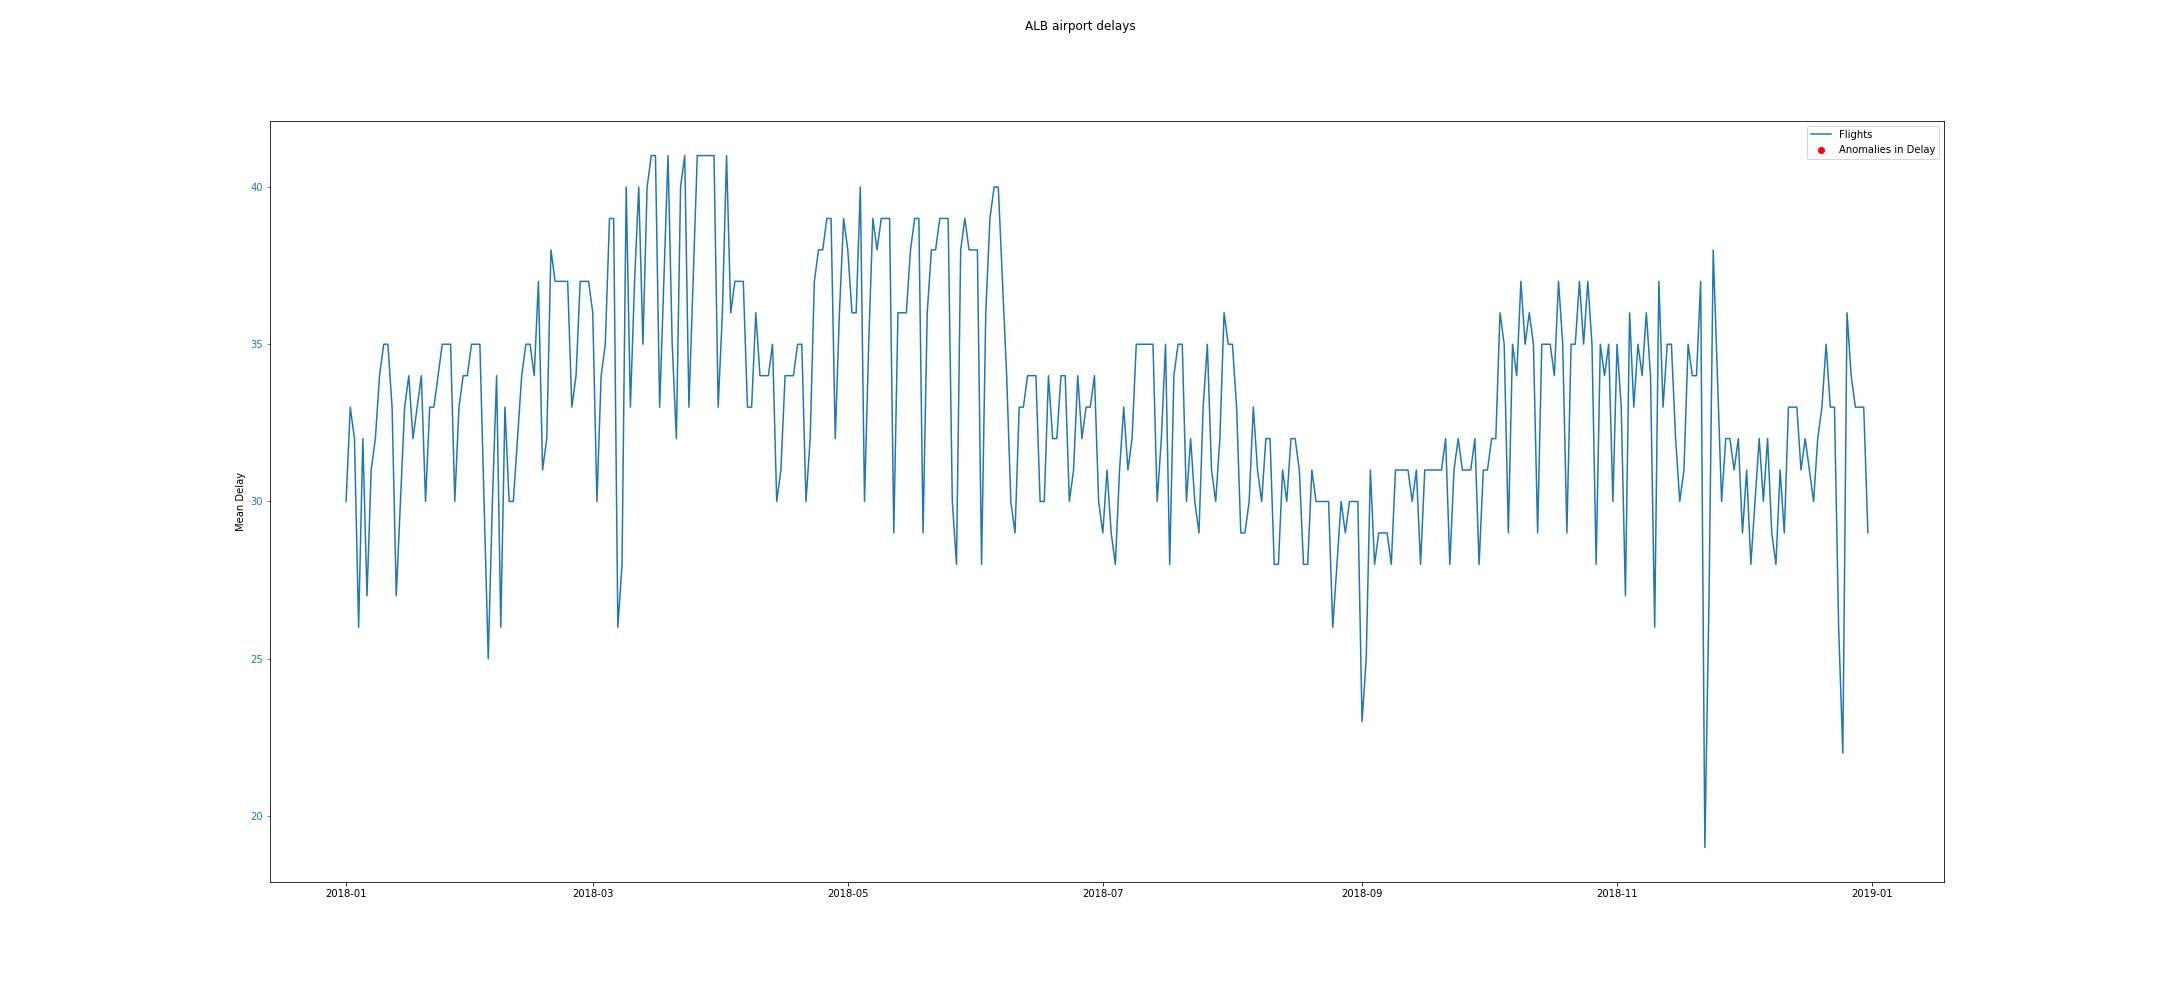 ALB airport delays
Flights
Anomalies in Delay
Mean Delay
40
35
30
25
20
2018-01 2018-03 2018-05 2018-07 2018-09 2018-11 2019-01